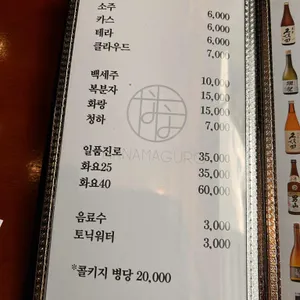 소주 6,000
카스 6,000
테라 6,000
클라우드 7,000
백세주 10,000
복분자 15,000
화랑 15,000
청하 7,000
NAMAGURO
일품진로 35,000
화요25 35,000
화요40 60,000
음료수 3,000
토닉워터 3,000
*콜키지 병당 20,000